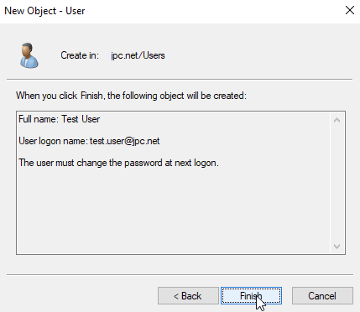 New Object - User
Create in: jpc.net/Users
When you click Finish, the following object will be created:
Full name: Test User
User logon name: test.user@jpc.net
The user must change the password at next logon.
< Back
Finish
Cancel